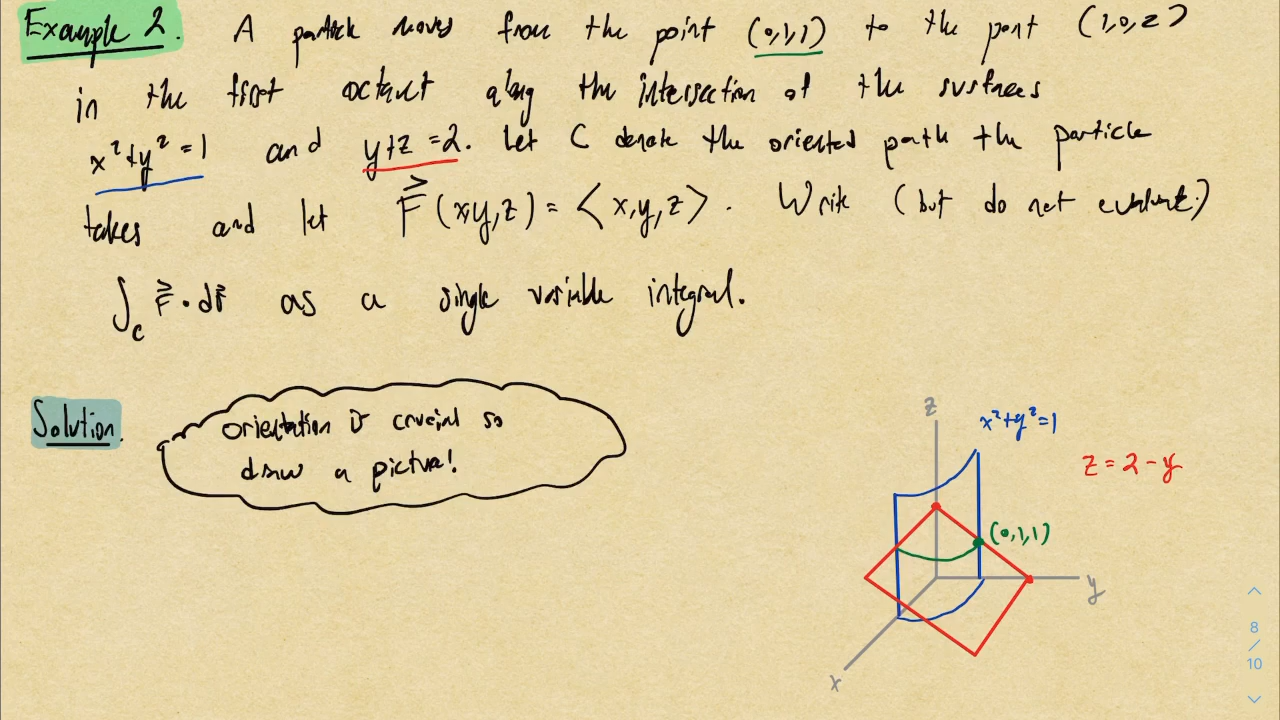 Example 2. A particle moves from the point (0,1,1) to the point (1,0,2)
in the first octant along the intersection of the surfaces
x²+y²=1 and y+z=2. Let C denote the oriented path the particle
takes and let F⃗(x,y,z) = ⟨x,y,z⟩. Write (but do not evaluate)
∫_C F⃗·dr⃗ as a single variable integral.
Solution.
orientation is crucial so
draw a picture!
z
x²+y²=1
z=2-y
(0,1,1)
y
x
8
/
10